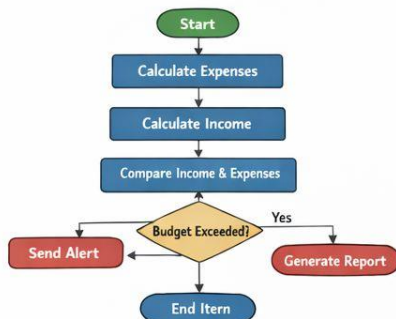 Start
Calculate Expenses
Calculate Income
Compare Income & Expenses
Budget Exceeded?
Yes
Send Alert
Generate Report
End Itern